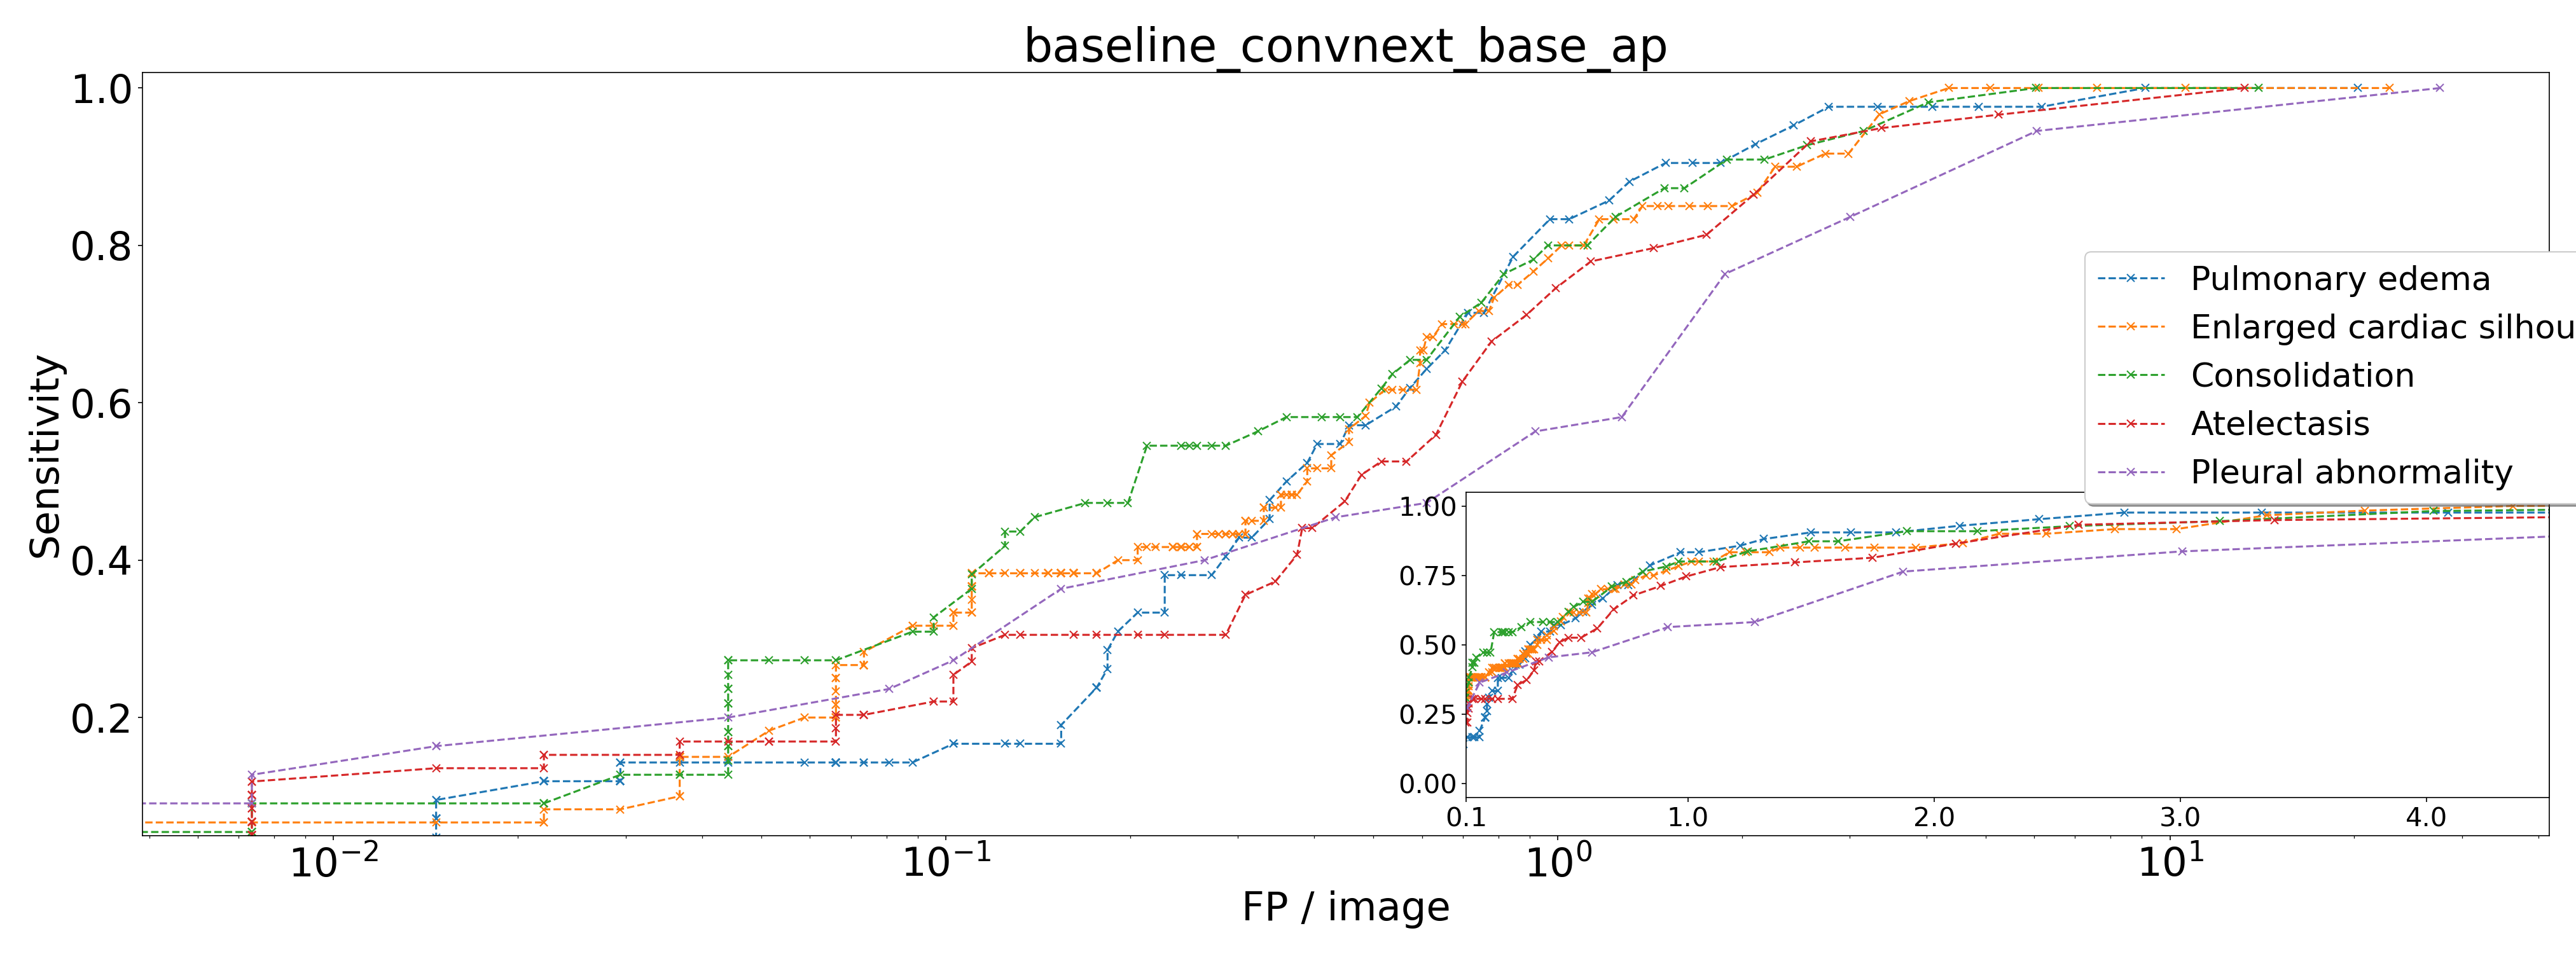 baseline_convnext_base_ap
1.0
0.8
0.6
0.4
0.2
Sensitivity
Pulmonary edema
Enlarged cardiac silhou
Consolidation
Atelectasis
Pleural abnormality
1.00
0.75
0.50
0.25
0.00
0.1 1.0 2.0 3.0 4.0
10⁻² 10⁻¹ 10⁰ 10¹
FP / image